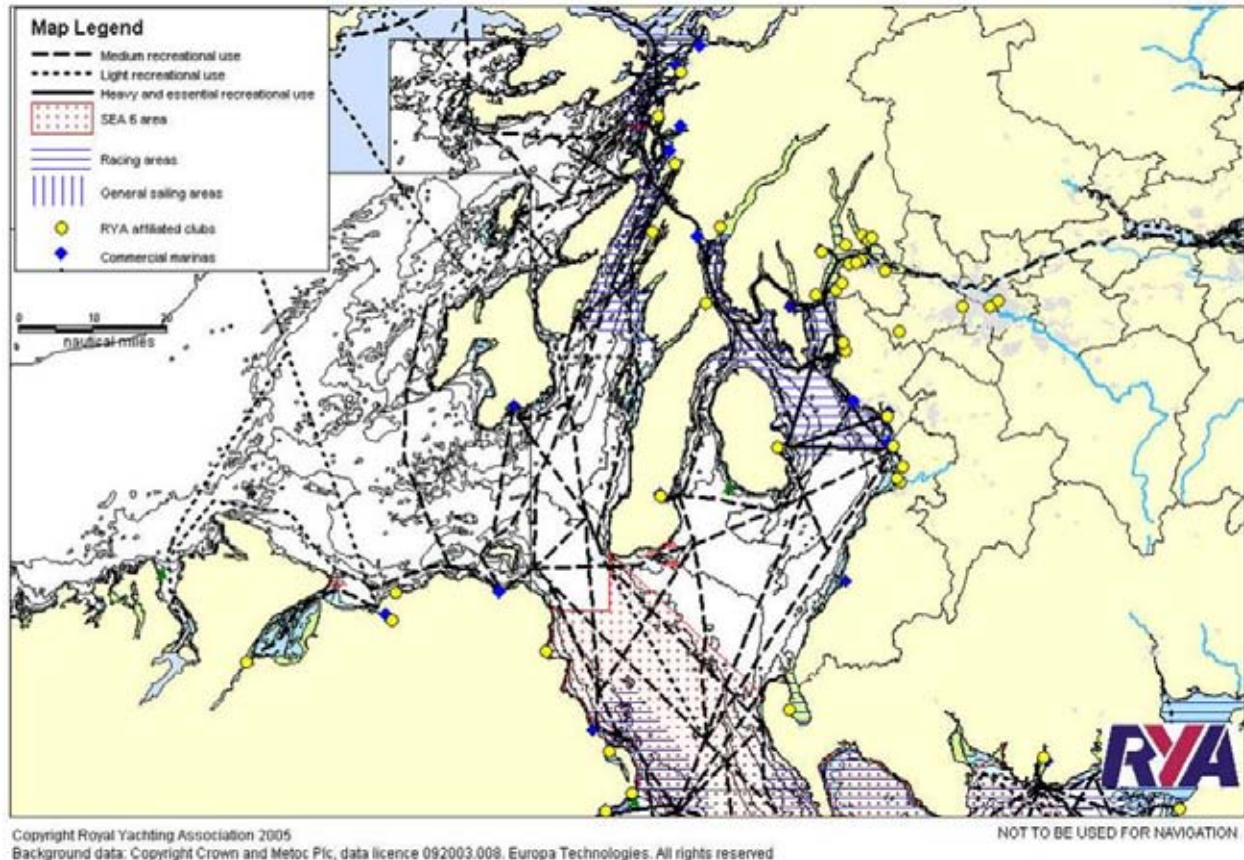 Map Legend
Medium recreational use
Light recreational use
Heavy and essential recreational use
SEA 6 area
Racing areas
General sailing areas
RYA affiliated clubs
Commercial marinas
0 10 20
nautical miles
RYA
Copyright Royal Yachting Association 2005
NOT TO BE USED FOR NAVIGATION
Background data: Copyright Crown and Metoc Plc, data licence 092003.008. Europa Technologies. All rights reserved